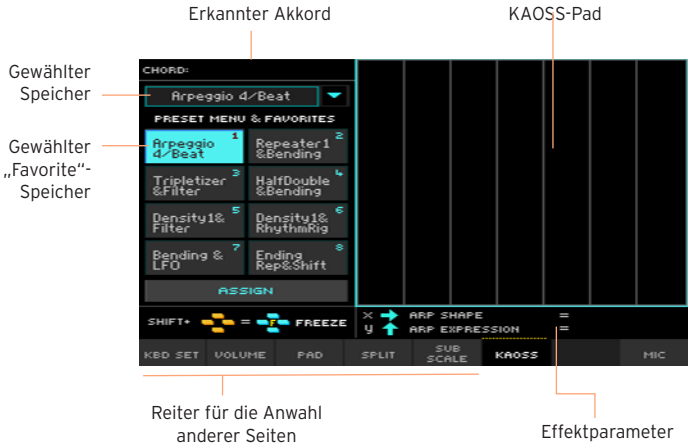 Erkannter Akkord
KAOSS-Pad
Gewählter
Speicher
Gewählter
„Favorite“-
Speicher
CHORD:
Arpeggio 4/Beat
PRESET MENU & FAVORITES
Arpeggio 1
4/Beat
Repeater1 2
&Bending
Tripletizer 3
&Filter
HalfDouble 4
&Bending
Density1& 5
Filter
Density1& 6
RhythmRig
Bending & 7
LFO
Ending 8
Rep&Shift
ASSIGN
SHIFT+ = F FREEZE
x ARP SHAPE =
y ARP EXPRESSION =
KBD SET VOLUME PAD SPLIT SUB SCALE KAOSS MIC
Reiter für die Anwahl
anderer Seiten
Effektparameter